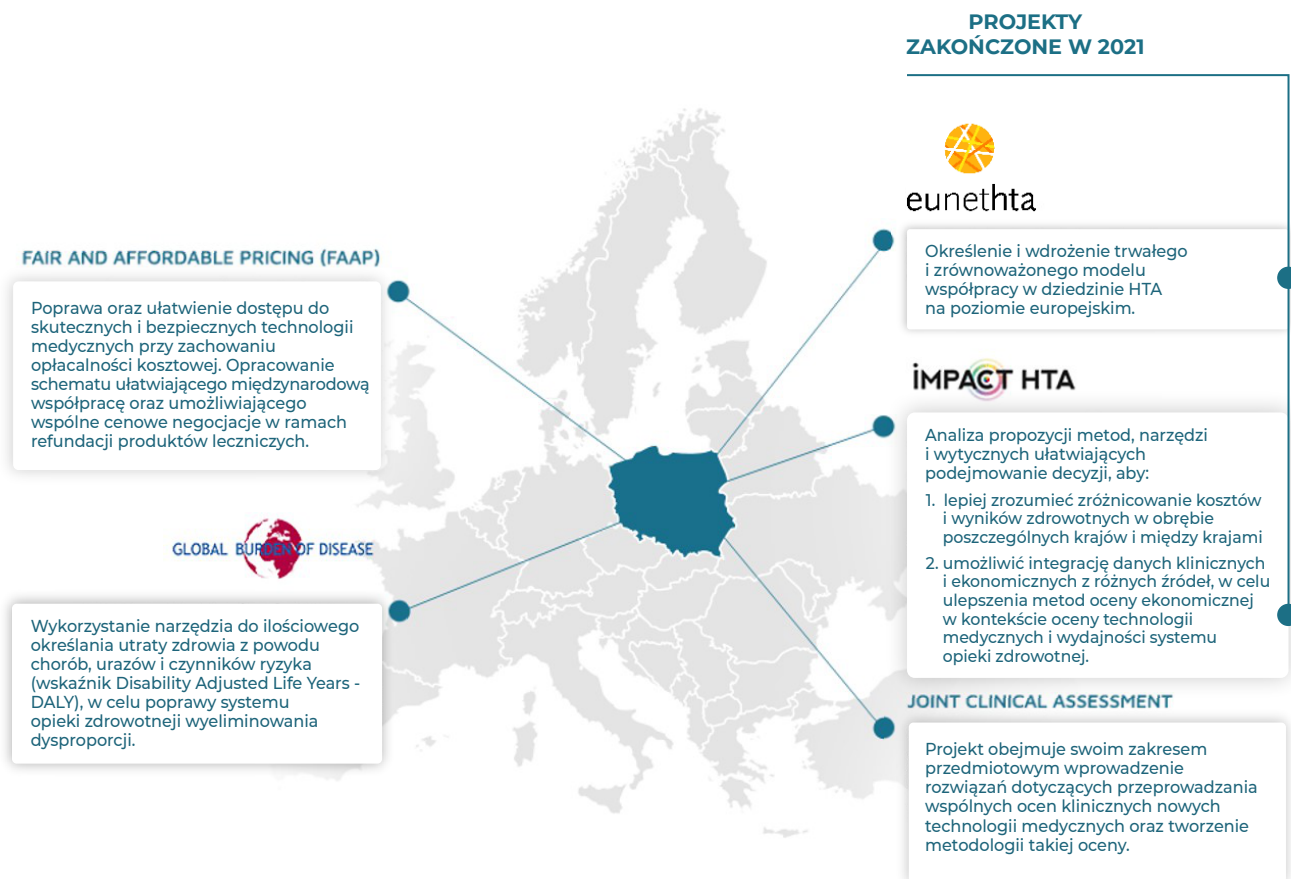 PROJEKTY
ZAKOŃCZONE W 2021
eunethta
Określenie i wdrożenie trwałego
i zrównoważonego modelu
współpracy w dziedzinie HTA
na poziomie europejskim.
IMPACT HTA
Analiza propozycji metod, narzędzi
i wytycznych ułatwiających
podejmowanie decyzji, aby:
1. lepiej zrozumieć zróżnicowanie kosztów
i wyników zdrowotnych w obrębie
poszczególnych krajów i między krajami
2. umożliwić integrację danych klinicznych
i ekonomicznych z różnych źródeł, w celu
ulepszenia metod oceny ekonomicznej
w kontekście oceny technologii
medycznych i wydajności systemu
opieki zdrowotnej.
JOINT CLINICAL ASSESSMENT
Projekt obejmuje swoim zakresem
przedmiotowym wprowadzenie
rozwiązań dotyczących przeprowadzania
wspólnych ocen klinicznych nowych
technologii medycznych oraz tworzenie
metodologii takiej oceny.
FAIR AND AFFORDABLE PRICING (FAAP)
Poprawa oraz ułatwienie dostępu do
skutecznych i bezpiecznych technologii
medycznych przy zachowaniu
opłacalności kosztowej. Opracowanie
schematu ułatwiającego międzynarodową
współpracę oraz umożliwiającego
wspólne cenowe negocjacje w ramach
refundacji produktów leczniczych.
GLOBAL BURDEN OF DISEASE
Wykorzystanie narzędzia do ilościowego
określania utraty zdrowia z powodu
chorób, urazów i czynników ryzyka
(wskaźnik Disability Adjusted Life Years -
DALY), w celu poprawy systemu
opieki zdrowotneji wyeliminowania
dysproporcji.